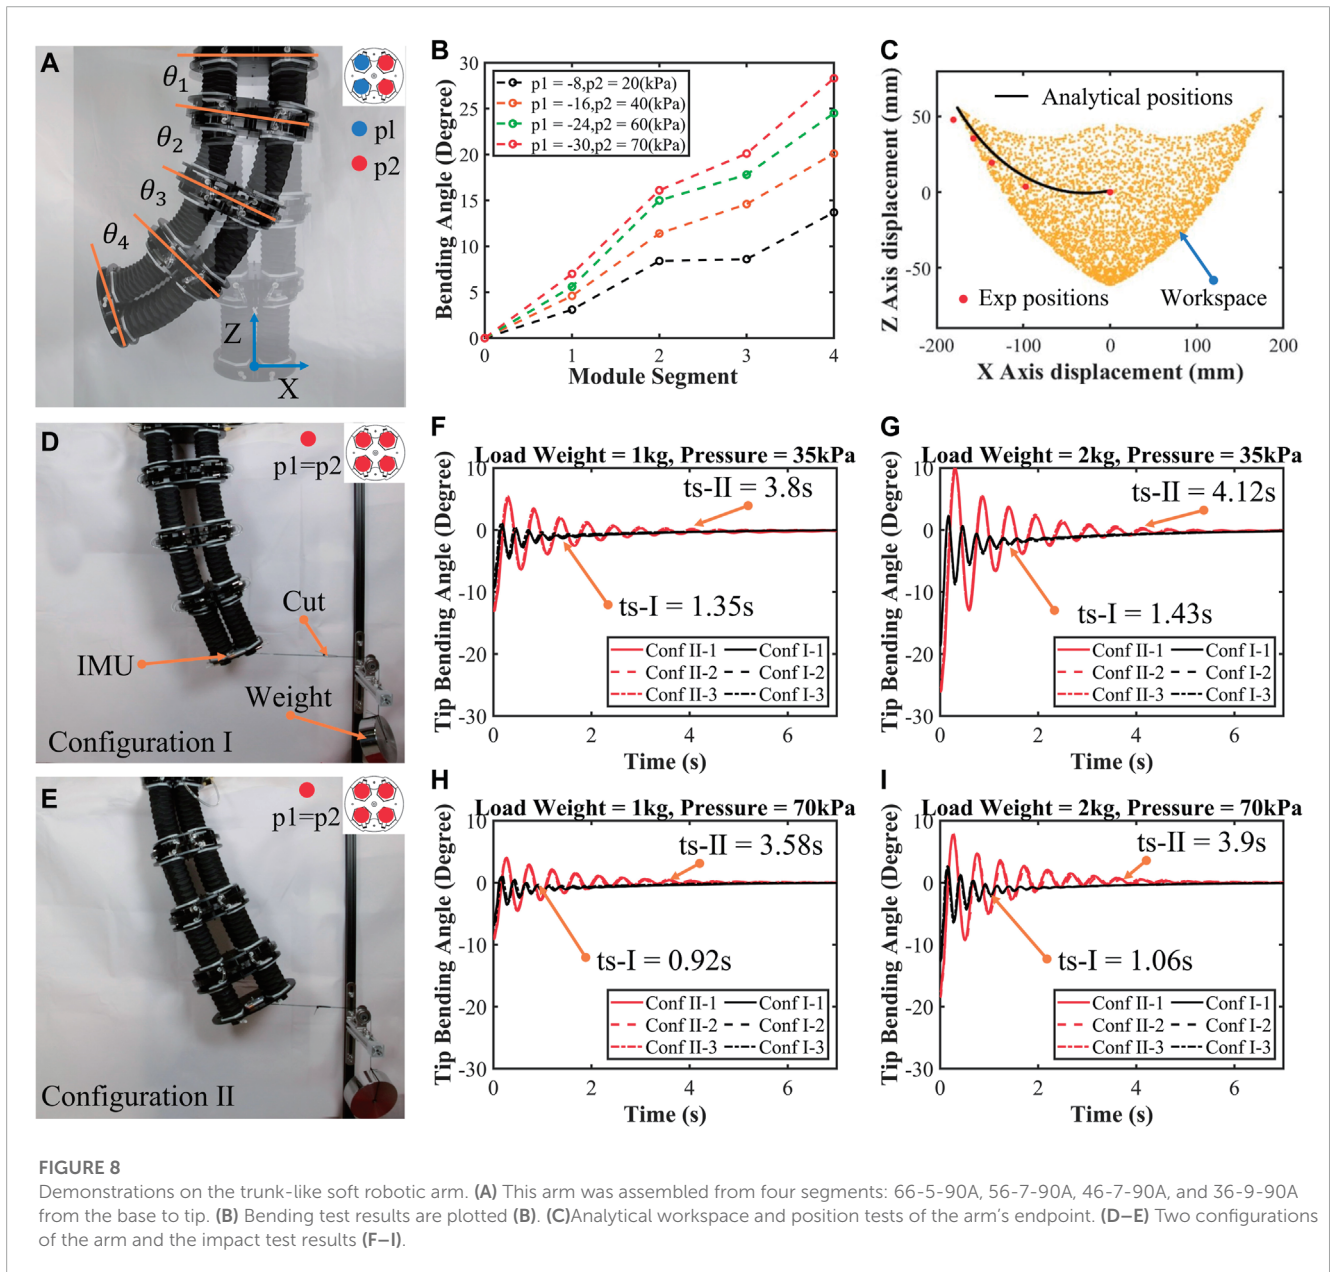 A
θ1
θ2
θ3
θ4
p1
p2
Z
X
B
Bending Angle (Degree)
30
25
20
15
10
5
0
p1 = -8,p2 = 20(kPa)
p1 = -16,p2 = 40(kPa)
p1 = -24,p2 = 60(kPa)
p1 = -30,p2 = 70(kPa)
0 1 2 3 4
Module Segment
C
Z Axis displacement (mm)
50
0
-50
Analytical positions
Exp positions
Workspace
-200 -100 0 100 200
X Axis displacement (mm)
D
p1=p2
Cut
IMU
Weight
Configuration I
E
p1=p2
Configuration II
F
Load Weight = 1kg, Pressure = 35kPa
Tip Bending Angle (Degree)
10
0
-10
-20
-30
ts-II = 3.8s
ts-I = 1.35s
Conf II-1 Conf I-1
Conf II-2 Conf I-2
Conf II-3 Conf I-3
0 2 4 6
Time (s)
G
Load Weight = 2kg, Pressure = 35kPa
Tip Bending Angle (Degree)
10
0
-10
-20
-30
ts-II = 4.12s
ts-I = 1.43s
Conf II-1 Conf I-1
Conf II-2 Conf I-2
Conf II-3 Conf I-3
0 2 4 6
Time (s)
H
Load Weight = 1kg, Pressure = 70kPa
Tip Bending Angle (Degree)
10
0
-10
-20
-30
ts-II = 3.58s
ts-I = 0.92s
Conf II-1 Conf I-1
Conf II-2 Conf I-2
Conf II-3 Conf I-3
0 2 4 6
Time (s)
I
Load Weight = 2kg, Pressure = 70kPa
Tip Bending Angle (Degree)
10
0
-10
-20
-30
ts-II = 3.9s
ts-I = 1.06s
Conf II-1 Conf I-1
Conf II-2 Conf I-2
Conf II-3 Conf I-3
0 2 4 6
Time (s)
FIGURE 8
Demonstrations on the trunk-like soft robotic arm. (A) This arm was assembled from four segments: 66-5-90A, 56-7-90A, 46-7-90A, and 36-9-90A
from the base to tip. (B) Bending test results are plotted (B). (C)Analytical workspace and position tests of the arm's endpoint. (D–E) Two configurations
of the arm and the impact test results (F–I).